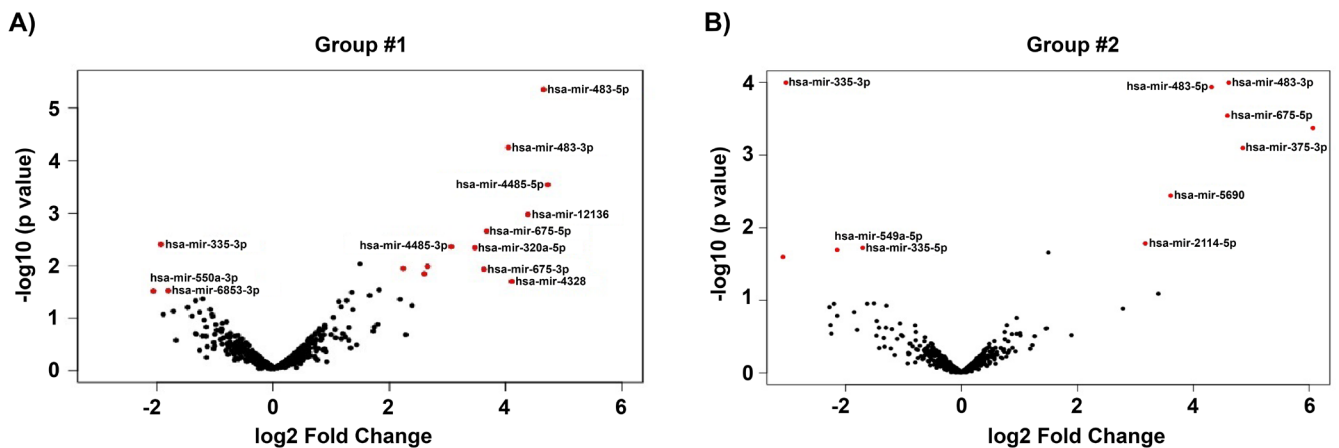 A)
Group #1
-log10 (p value)
5
4
3
2
1
0
hsa-mir-483-5p
hsa-mir-483-3p
hsa-mir-4485-5p
hsa-mir-12136
hsa-mir-675-5p
hsa-mir-4485-3p
hsa-mir-320a-5p
hsa-mir-335-3p
hsa-mir-675-3p
hsa-mir-550a-3p
hsa-mir-4328
hsa-mir-6853-3p
-2
0
2
4
6
log2 Fold Change
B)
Group #2
-log10 (p value)
4
3
2
1
0
hsa-mir-335-3p
hsa-mir-483-3p
hsa-mir-483-5p
hsa-mir-675-5p
hsa-mir-375-3p
hsa-mir-5690
hsa-mir-549a-5p
hsa-mir-335-5p
hsa-mir-2114-5p
-2
0
2
4
6
log2 Fold Change